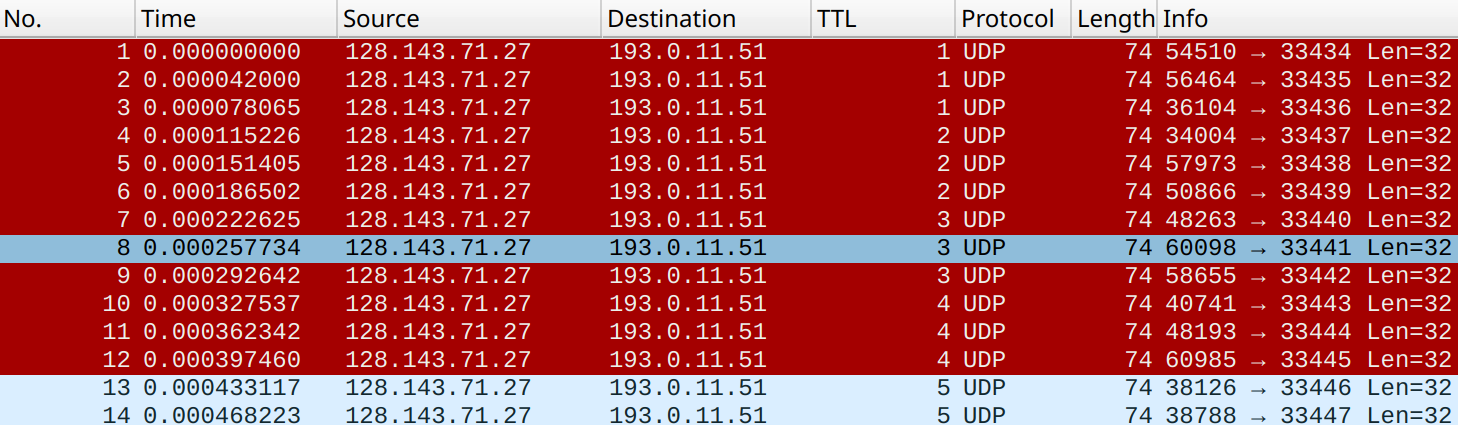 No. Time Source Destination TTL Protocol Length Info
1 0.000000000 128.143.71.27 193.0.11.51 1 UDP 74 54510 → 33434 Len=32
2 0.000042000 128.143.71.27 193.0.11.51 1 UDP 74 56464 → 33435 Len=32
3 0.000078065 128.143.71.27 193.0.11.51 1 UDP 74 36104 → 33436 Len=32
4 0.000115226 128.143.71.27 193.0.11.51 2 UDP 74 34004 → 33437 Len=32
5 0.000151405 128.143.71.27 193.0.11.51 2 UDP 74 57973 → 33438 Len=32
6 0.000186502 128.143.71.27 193.0.11.51 2 UDP 74 50866 → 33439 Len=32
7 0.000222625 128.143.71.27 193.0.11.51 3 UDP 74 48263 → 33440 Len=32
8 0.000257734 128.143.71.27 193.0.11.51 3 UDP 74 60098 → 33441 Len=32
9 0.000292642 128.143.71.27 193.0.11.51 3 UDP 74 58655 → 33442 Len=32
10 0.000327537 128.143.71.27 193.0.11.51 4 UDP 74 40741 → 33443 Len=32
11 0.000362342 128.143.71.27 193.0.11.51 4 UDP 74 48193 → 33444 Len=32
12 0.000397460 128.143.71.27 193.0.11.51 4 UDP 74 60985 → 33445 Len=32
13 0.000433117 128.143.71.27 193.0.11.51 5 UDP 74 38126 → 33446 Len=32
14 0.000468223 128.143.71.27 193.0.11.51 5 UDP 74 38788 → 33447 Len=32